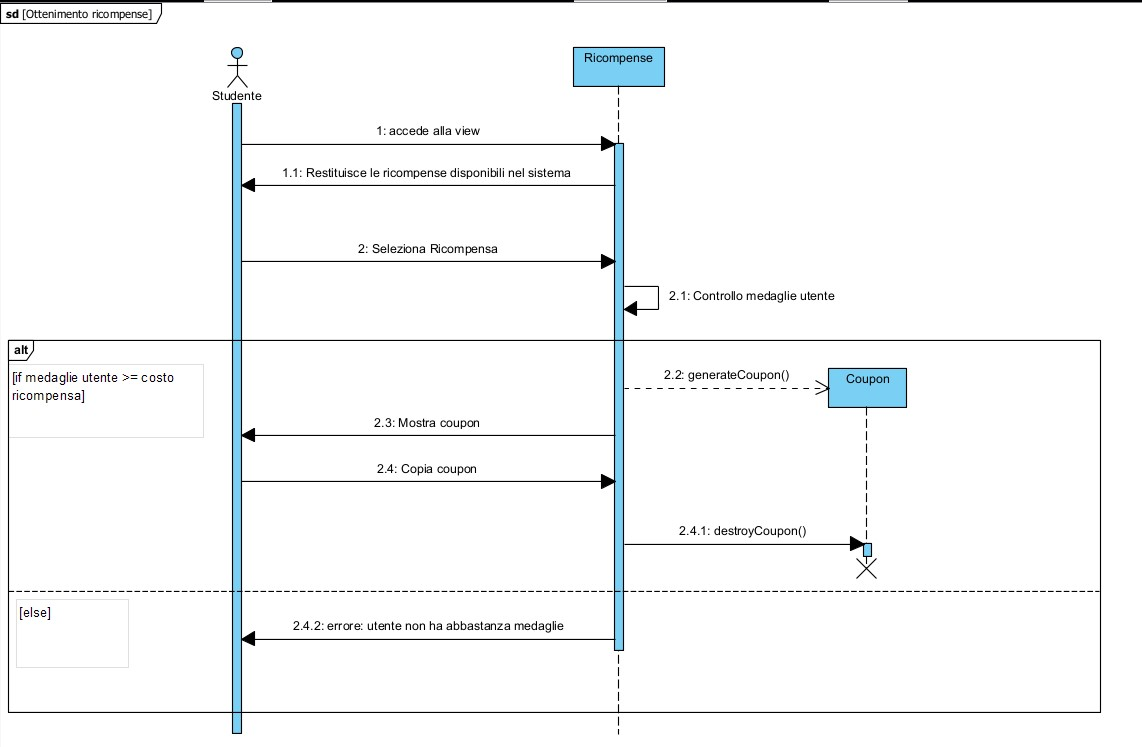 sd [Ottenimento ricompense]
Ricompense
Studente
1: accede alla view
1.1: Restituisce le ricompense disponibili nel sistema
2: Seleziona Ricompensa
2.1: Controllo medaglie utente
alt
[if medaglie utente >= costo
ricompensa]
2.2: generateCoupon()
Coupon
2.3: Mostra coupon
2.4: Copia coupon
2.4.1: destroyCoupon()
[else]
2.4.2: errore: utente non ha abbastanza medaglie